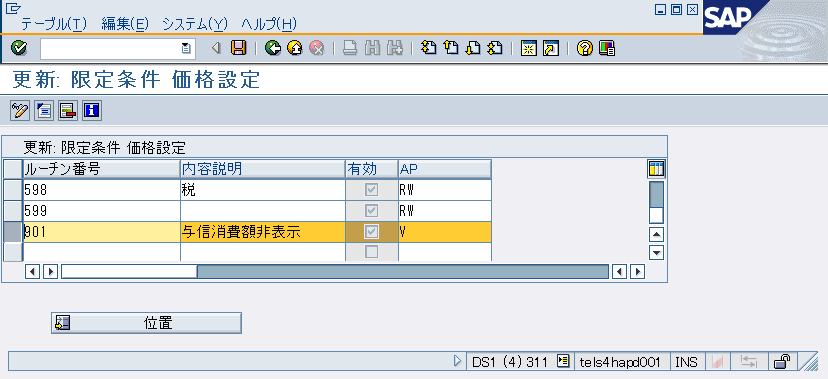 テーブル(T) 編集(E) システム(Y) ヘルプ(H)
SAP
更新: 限定条件 価格設定
更新: 限定条件 価格設定
ルーチン番号 内容説明 有効 AP
598 税 RW
599 RW
901 与信消費額非表示 V
位置
DS1 (4) 311 tels4hapd001 INS